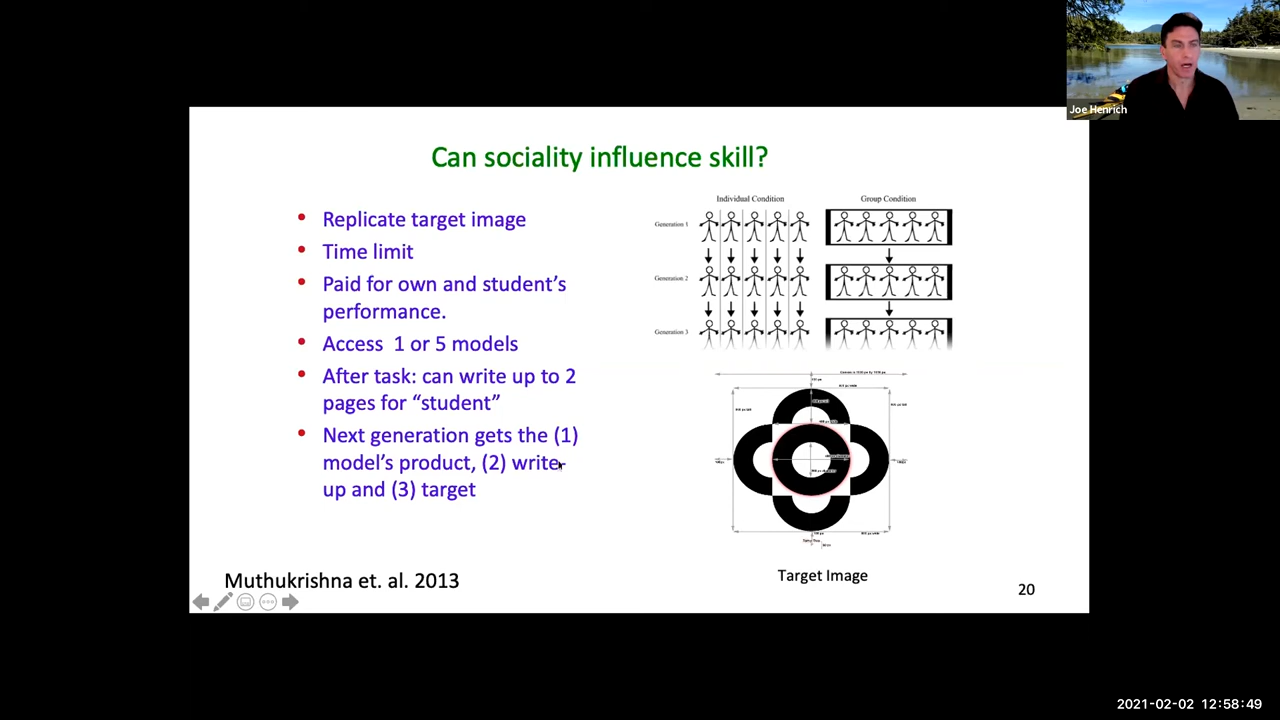 Joe Henrich
Can sociality influence skill?
Replicate target image
Time limit
Paid for own and student’s
performance.
Access 1 or 5 models
After task: can write up to 2
pages for “student”
Next generation gets the (1)
model’s product, (2) write
up and (3) target
Individual Condition
Group Condition
Generation 1
Generation 2
Generation 3
Target Image
Muthukrishna et. al. 2013
20
2021-02-02 12:58:49